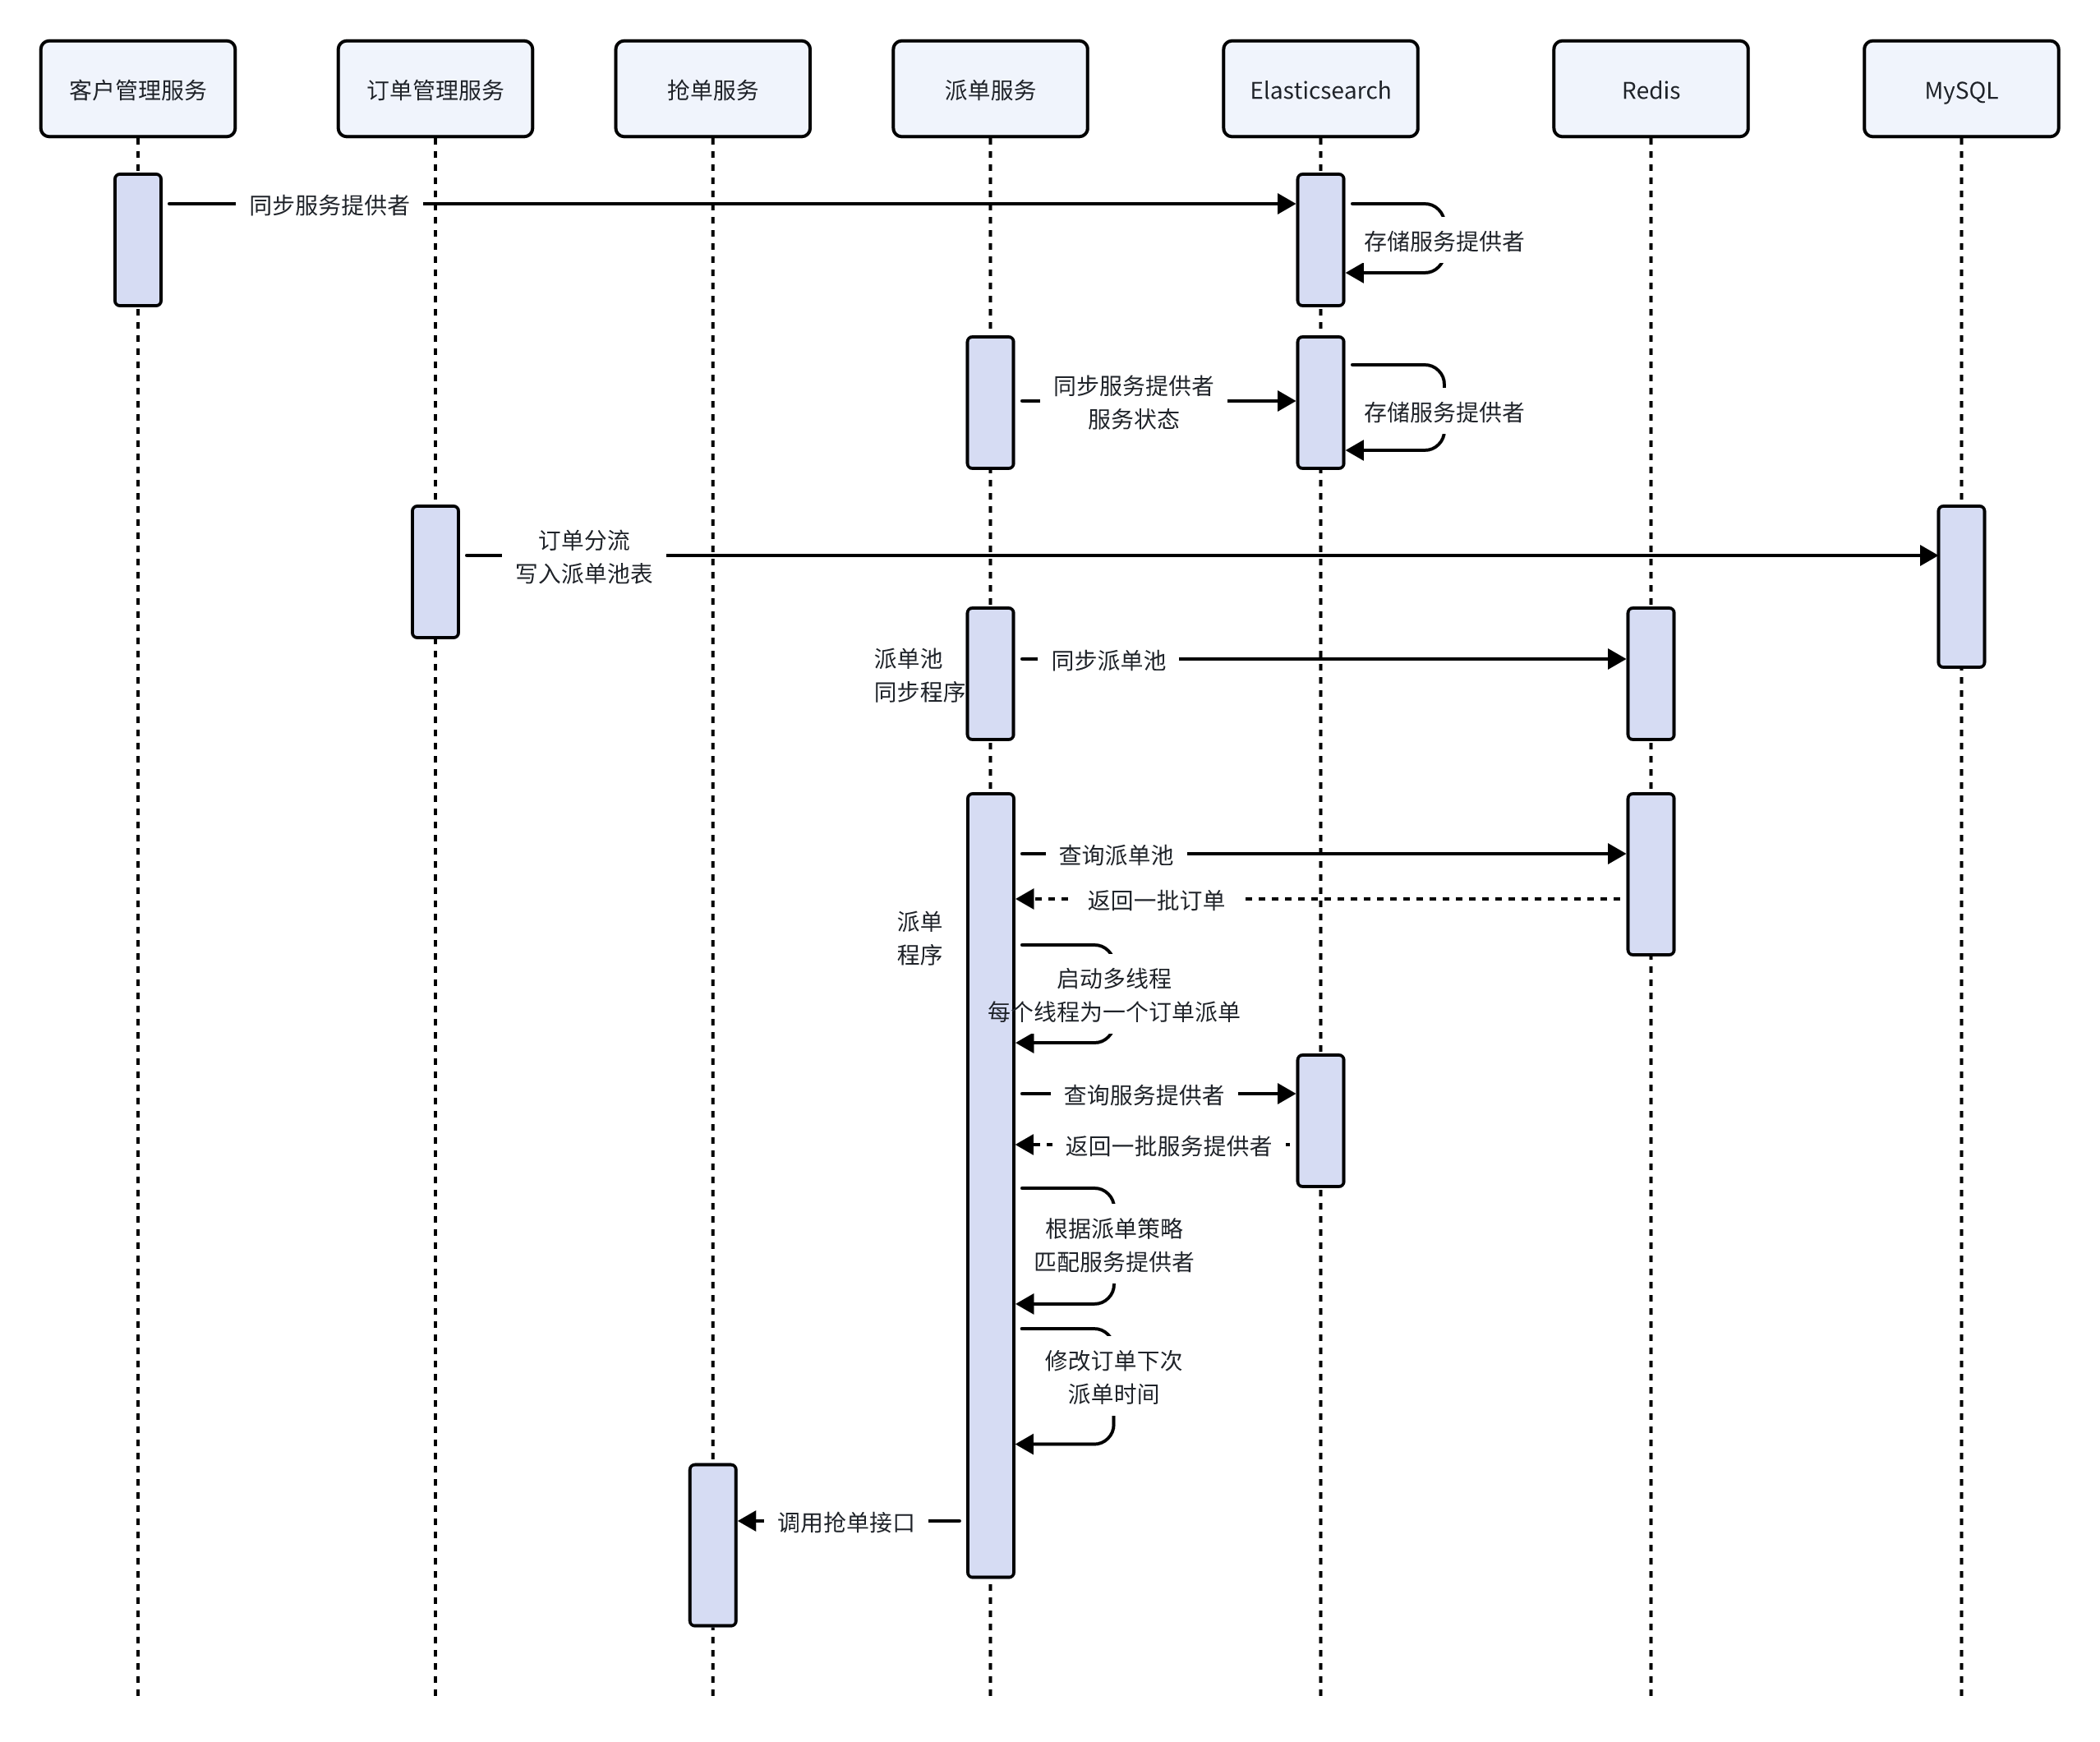 客户管理服务
订单管理服务
抢单服务
派单服务
Elasticsearch
Redis
MySQL
同步服务提供者
存储服务提供者
同步服务提供者
服务状态
存储服务提供者
订单分流
写入派单池表
派单池
同步程序
同步派单池
查询派单池
返回一批订单
派单
程序
启动多线程
每个线程为一个订单派单
查询服务提供者
返回一批服务提供者
根据派单策略
匹配服务提供者
修改订单下次
派单时间
调用抢单接口